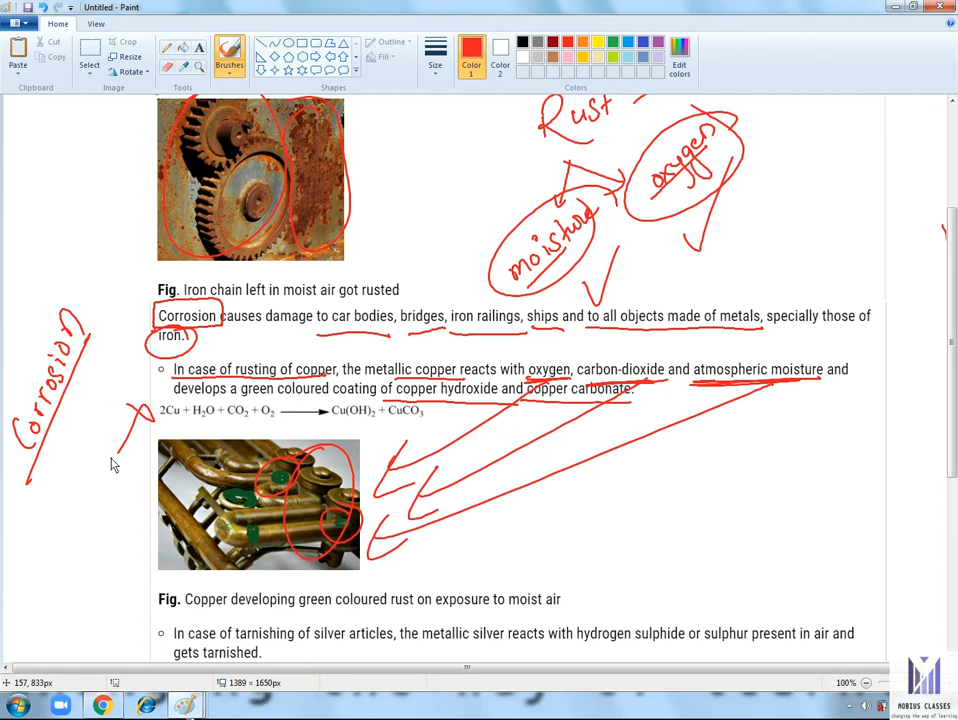 Untitled - Paint
Home View
Cut
Copy
Paste
Clipboard
Select
Crop
Resize
Rotate
Image
Tools
Brushes
Shapes
Outline
Fill
Size
Color 1
Color 2
Colors
Edit colors
Rust
oxygen
moisture
Fig. Iron chain left in moist air got rusted
Corrosion causes damage to car bodies, bridges, iron railings, ships and to all objects made of metals, specially those of
iron.
Corrosion
In case of rusting of copper, the metallic copper reacts with oxygen, carbon-dioxide and atmospheric moisture and
develops a green coloured coating of copper hydroxide and copper carbonate.
2Cu + H2O + CO2 + O2 ⟶ Cu(OH)2 + CuCO3
Fig. Copper developing green coloured rust on exposure to moist air
In case of tarnishing of silver articles, the metallic silver reacts with hydrogen sulphide or sulphur present in air and
gets tarnished.
157, 833px
1389 × 1650px
100%
MOBIUS CLASSES
changing the way of learning